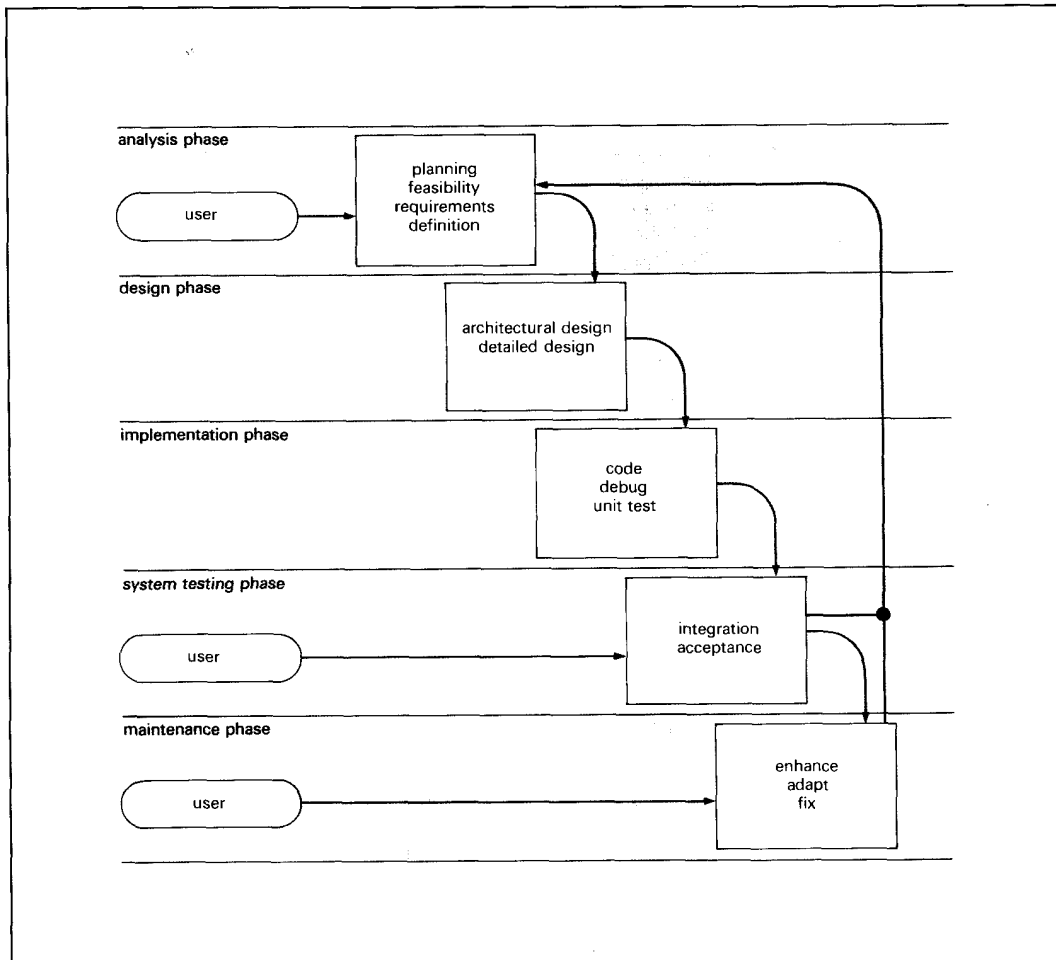 analysis phase
planning
feasibility
requirements
definition
user
design phase
architectural design
detailed design
implementation phase
code
debug
unit test
system testing phase
integration
acceptance
user
maintenance phase
enhance
adapt
fix
user